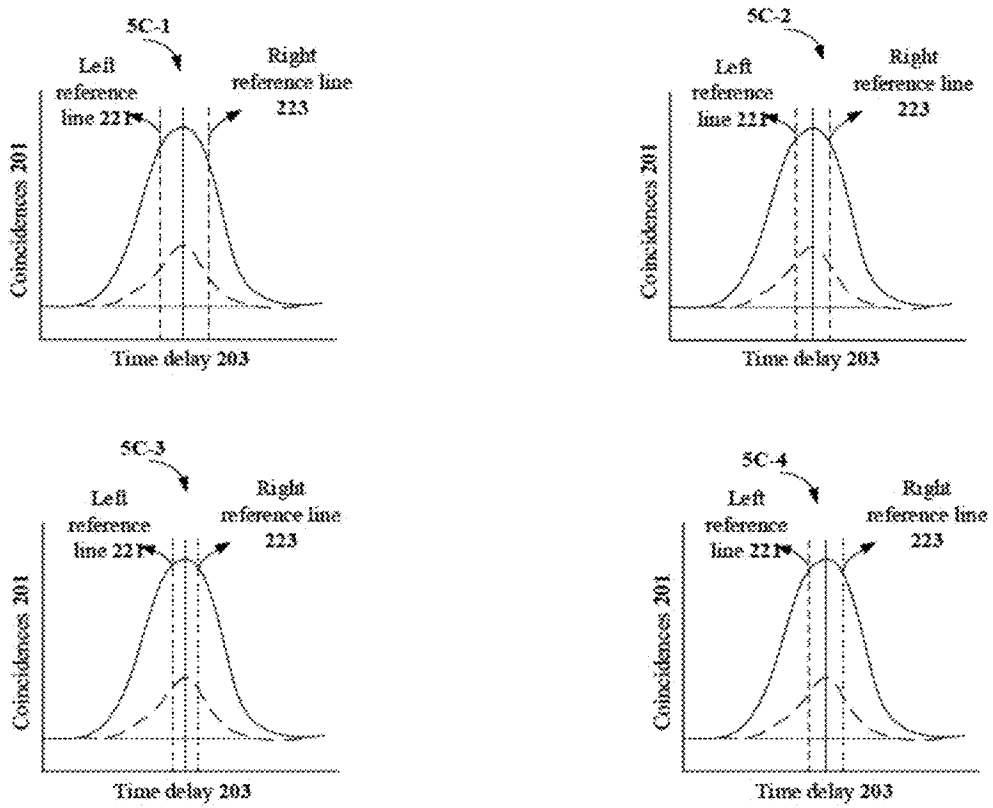 5C-1
Left
reference
line 221
Right
reference line
223
Coincidences 201
Time delay 203
5C-2
Left
reference
line 221
Right
reference line
223
Coincidences 201
Time delay 203
5C-3
Left
reference
line 221
Right
reference line
223
Coincidences 201
Time delay 203
5C-4
Left
reference
line 221
Right
reference line
223
Coincidences 201
Time delay 203